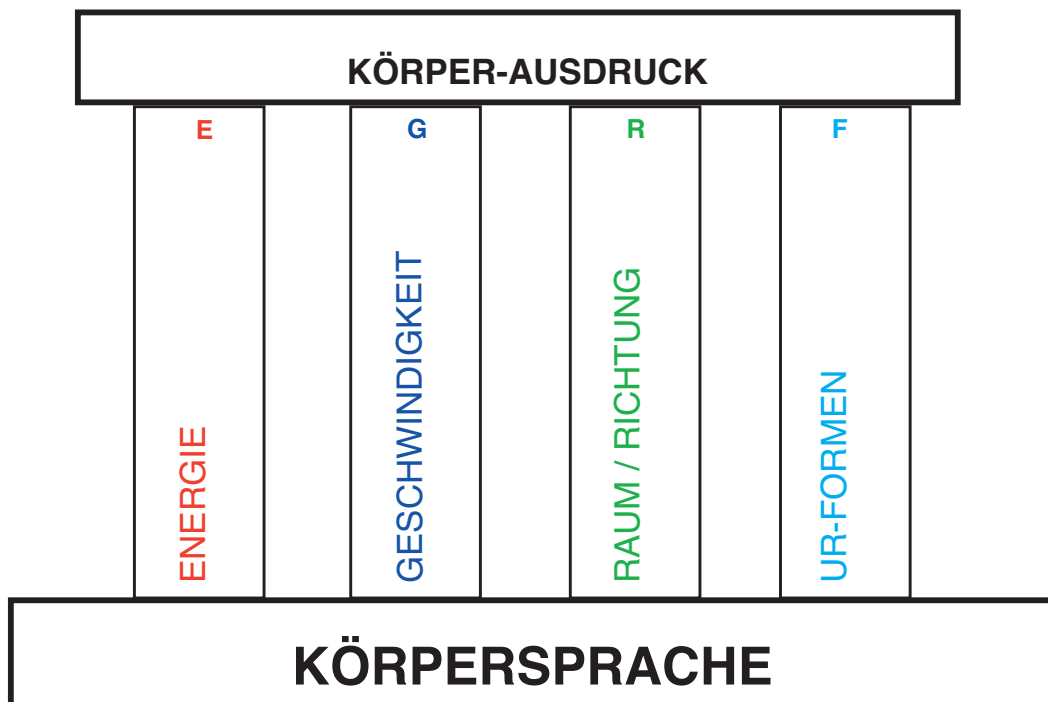 KÖRPER-AUSDRUCK
E
G
R
F
ENERGIE
GESCHWINDIGKEIT
RAUM / RICHTUNG
UR-FORMEN
KÖRPERSPRACHE